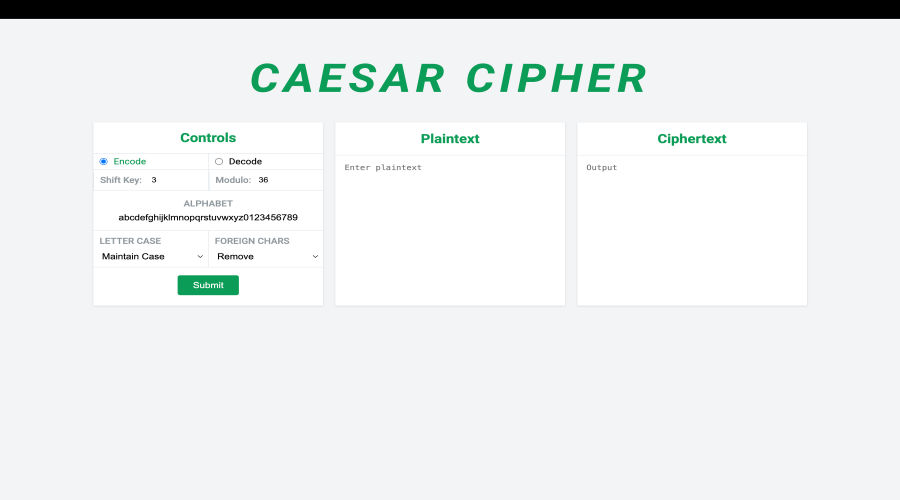 CAESAR CIPHER
Controls
Encode Decode
Shift Key: 3 Modulo: 36
ALPHABET
abcdefghijklmnopqrstuvwxyz0123456789
LETTER CASE FOREIGN CHARS
Maintain Case Remove
Submit
Plaintext
Enter plaintext
Ciphertext
Output